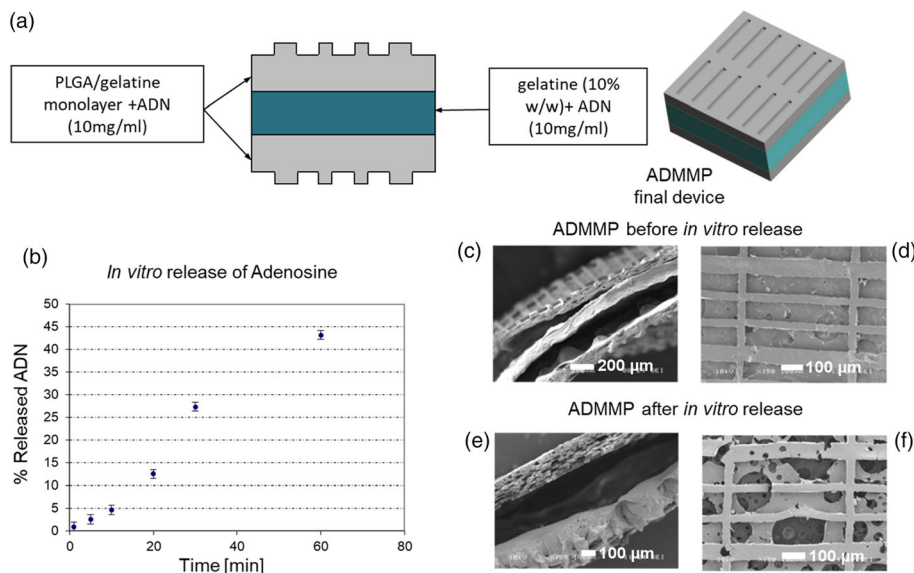 (a)
PLGA/gelatine
monolayer +ADN
(10mg/ml)
gelatine (10%
w/w)+ ADN
(10mg/ml)
ADMMP
final device
(b)
In vitro release of Adenosine
% Released ADN
50
45
40
35
30
25
20
15
10
5
0
0
20
40
60
80
Time [min]
ADMMP before in vitro release
(c)
200 µm
(d)
100 µm
ADMMP after in vitro release
(e)
100 µm
(f)
100 µm